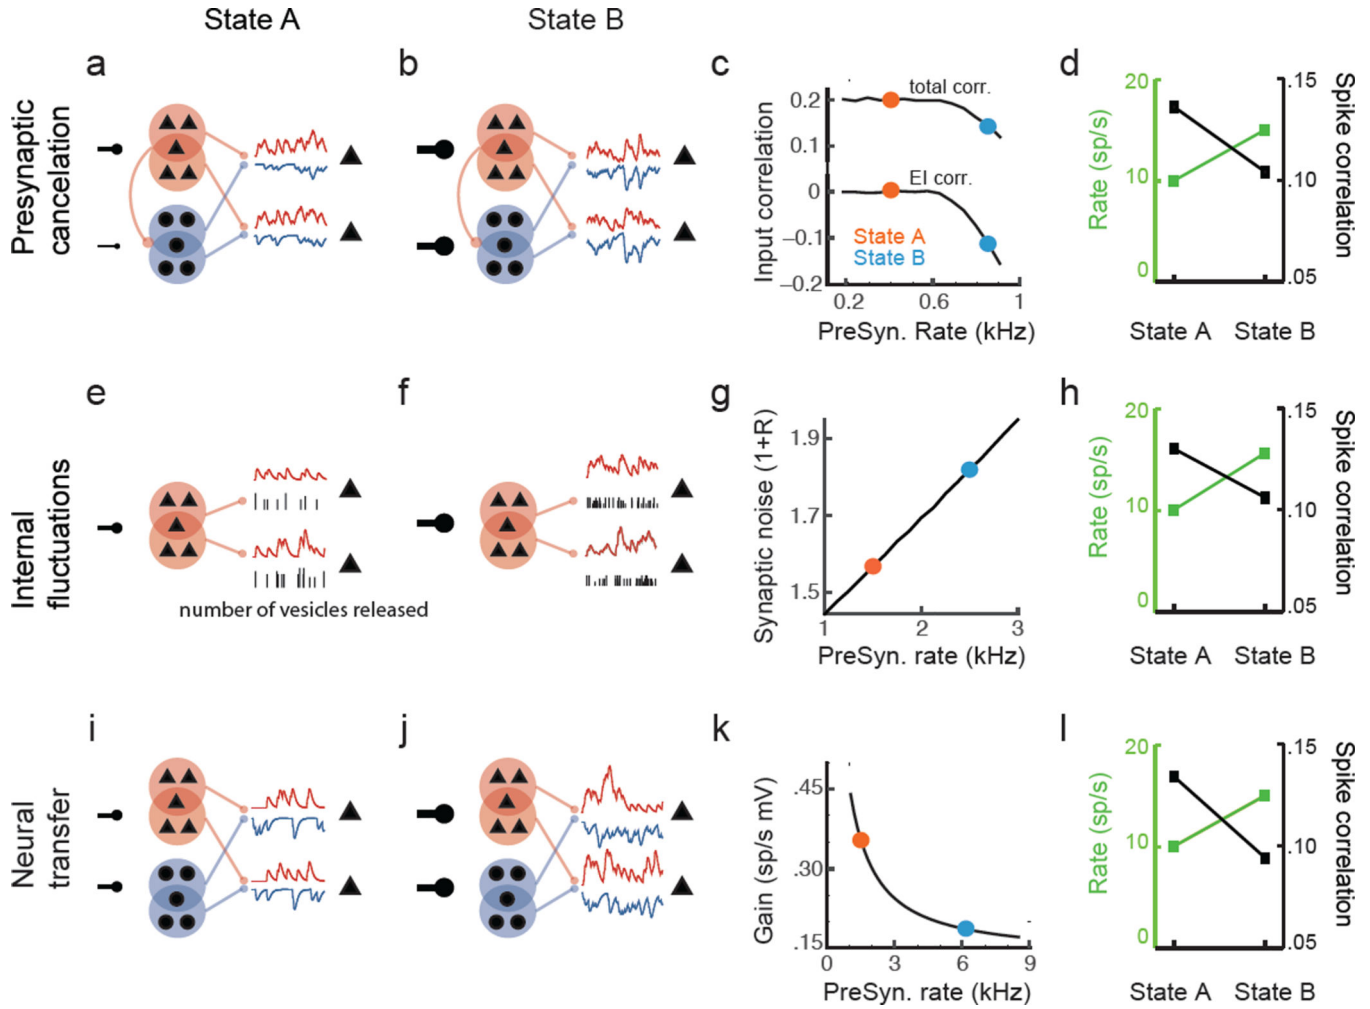 State A
State B
Presynaptic
cancelation
a
b
c
Input correlation
0.2
0.1
0
−0.1
−0.2
total corr.
EI corr.
State A
State B
0.2
0.6
1
PreSyn. Rate (kHz)
d
Rate (sp/s)
20
10
0
.15
.10
.05
Spike correlation
State A
State B
Internal
fluctuations
e
number of vesicles released
f
g
Synaptic noise (1+R)
1.9
1.7
1.5
1
2
3
PreSyn. rate (kHz)
h
Rate (sp/s)
20
10
0
.15
.10
.05
Spike correlation
State A
State B
Neural
transfer
i
j
k
Gain (sp/s mV)
.45
.30
.15
0
3
6
9
PreSyn. rate (kHz)
l
Rate (sp/s)
20
10
0
.15
.10
.05
Spike correlation
State A
State B